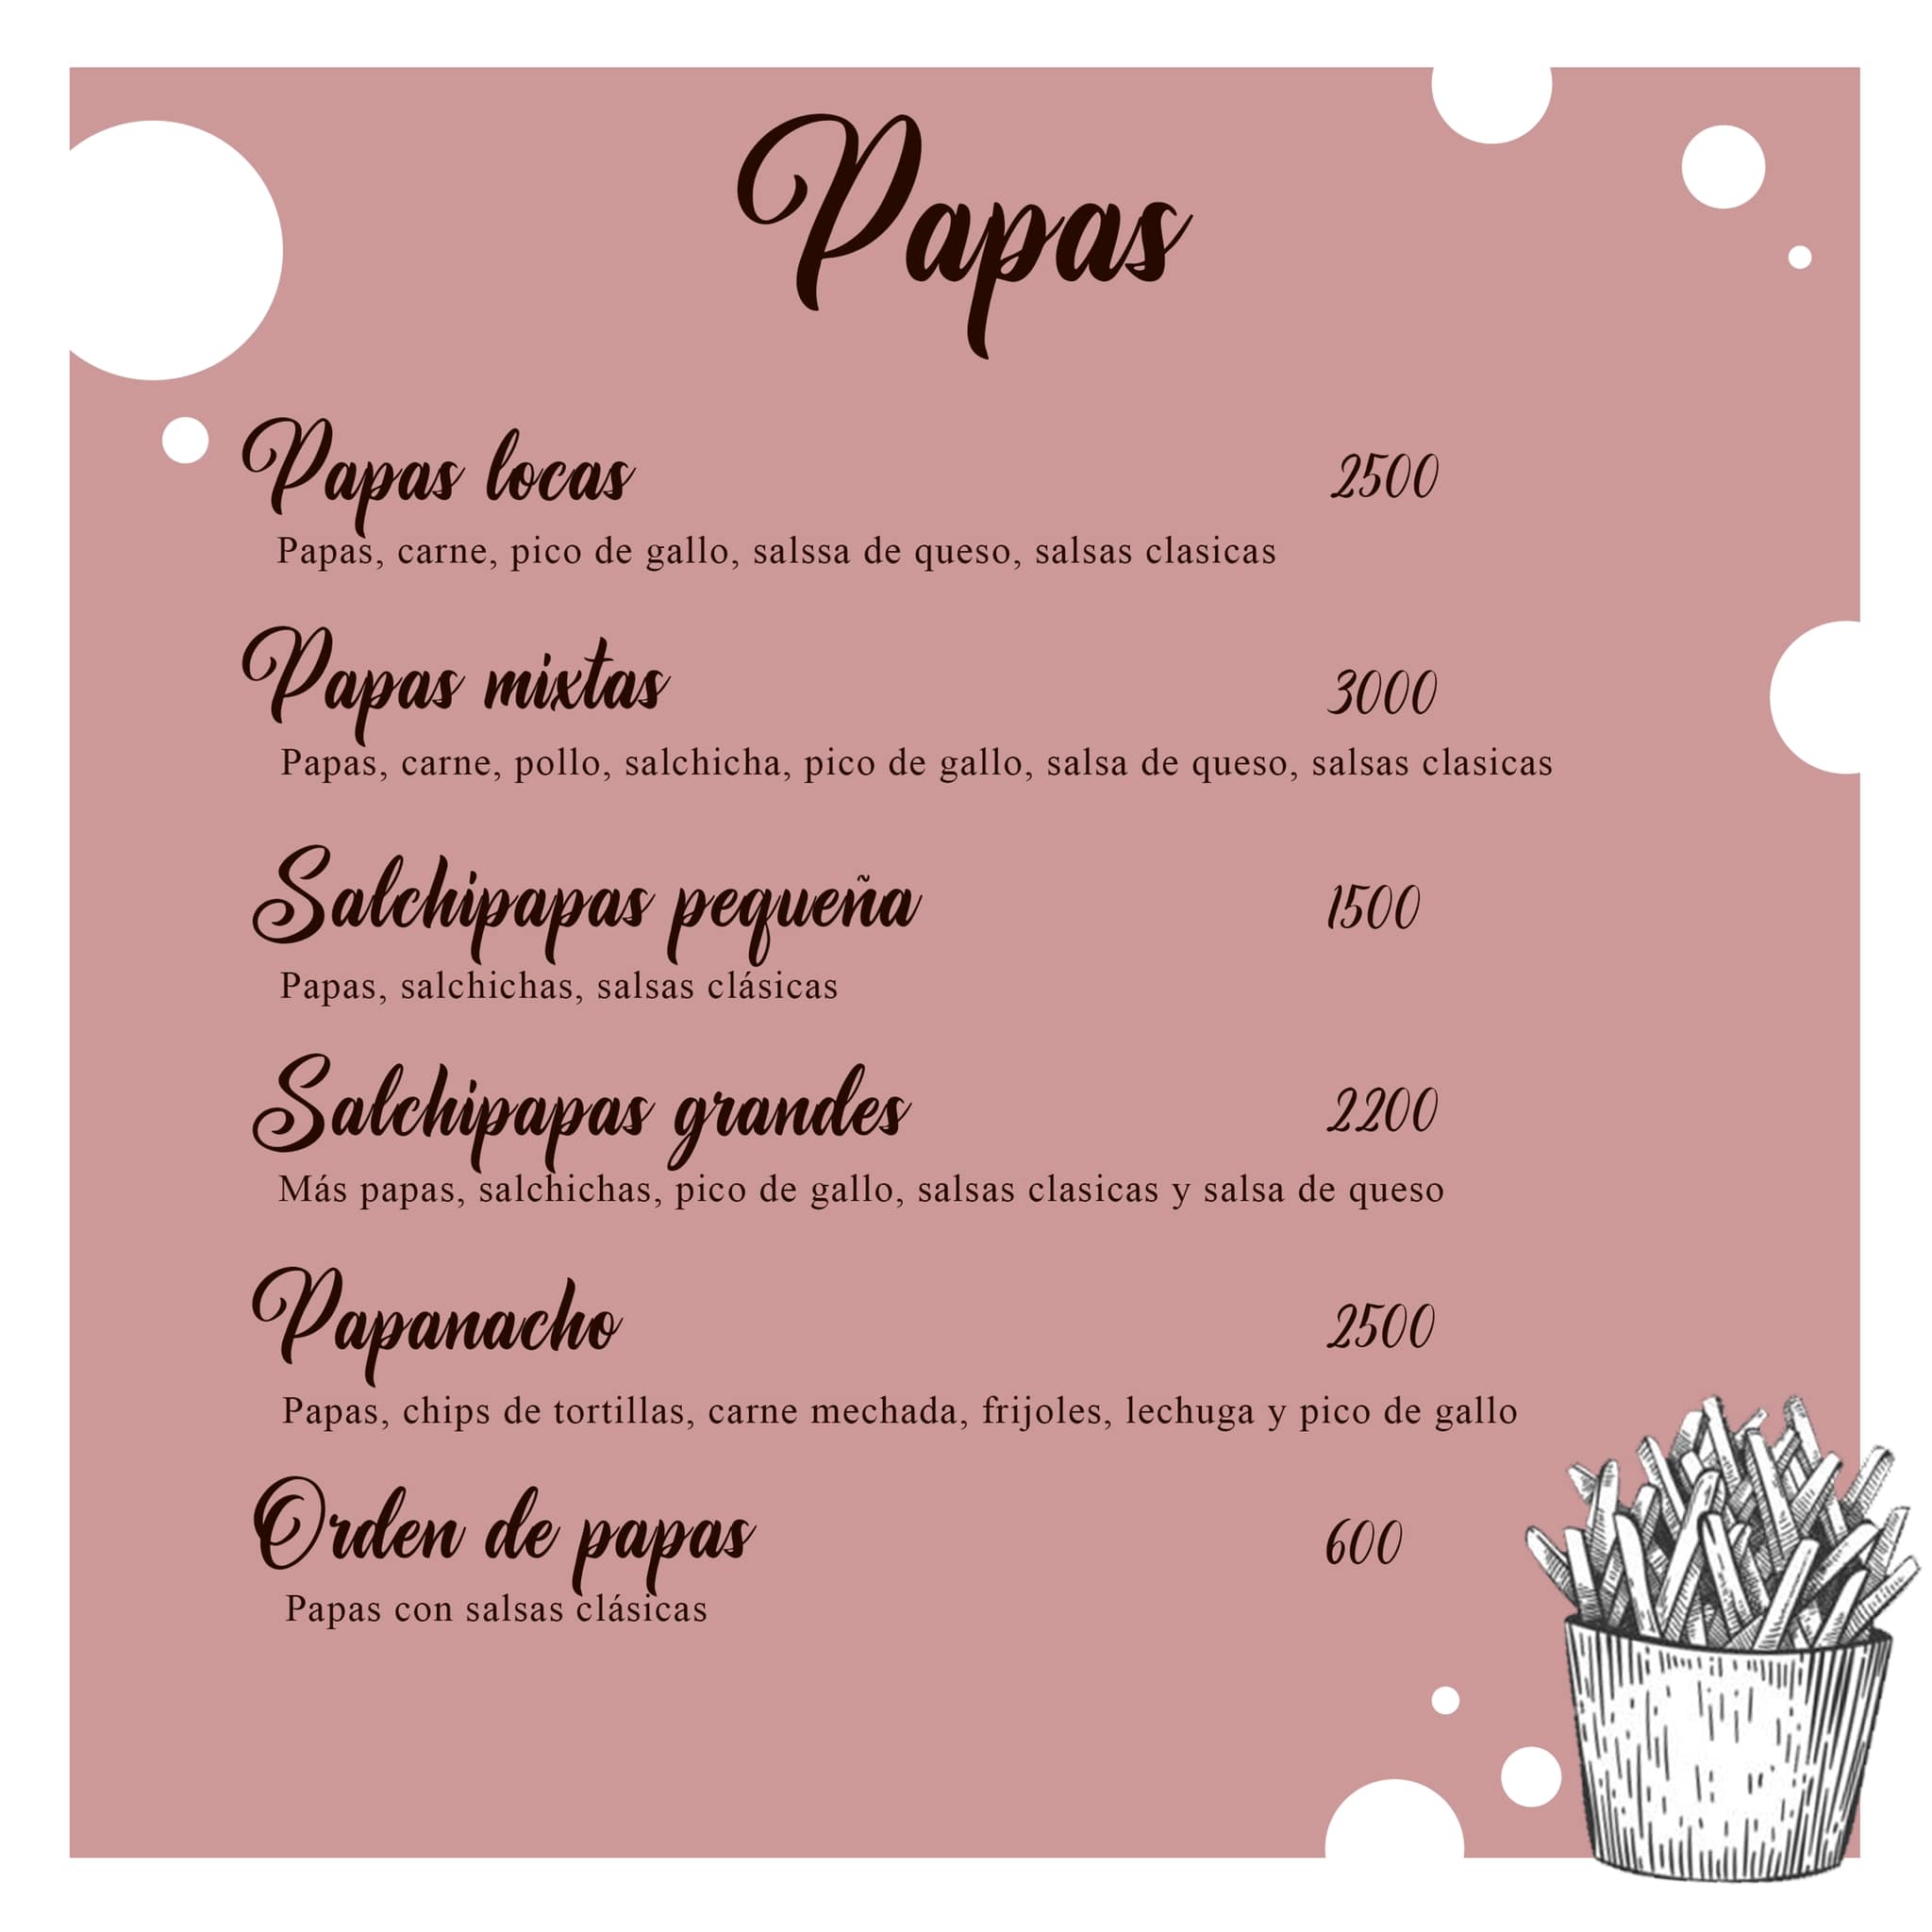 Papas
Papas locas 2500
Papas, carne, pico de gallo, salssa de queso, salsas clasicas
Papas mixtas 3000
Papas, carne, pollo, salchicha, pico de gallo, salsa de queso, salsas clasicas
Salchipapas pequeña 1500
Papas, salchichas, salsas clásicas
Salchipapas grandes 2200
Más papas, salchichas, pico de gallo, salsas clasicas y salsa de queso
Papanacho 2500
Papas, chips de tortillas, carne mechada, frijoles, lechuga y pico de gallo
Orden de papas 600
Papas con salsas clásicas